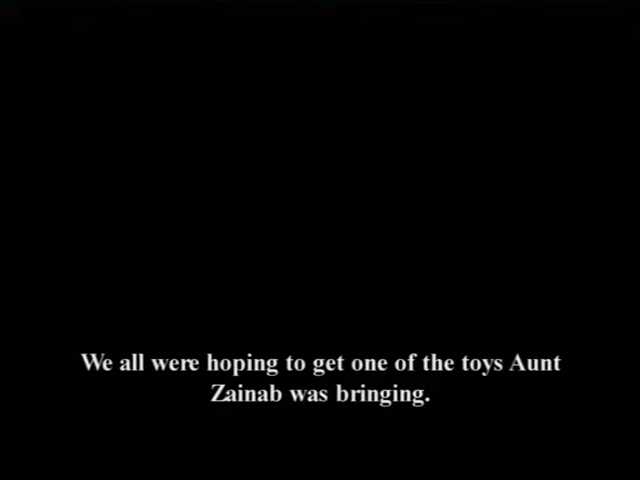 We all were hoping to get one of the toys Aunt
Zainab was bringing.